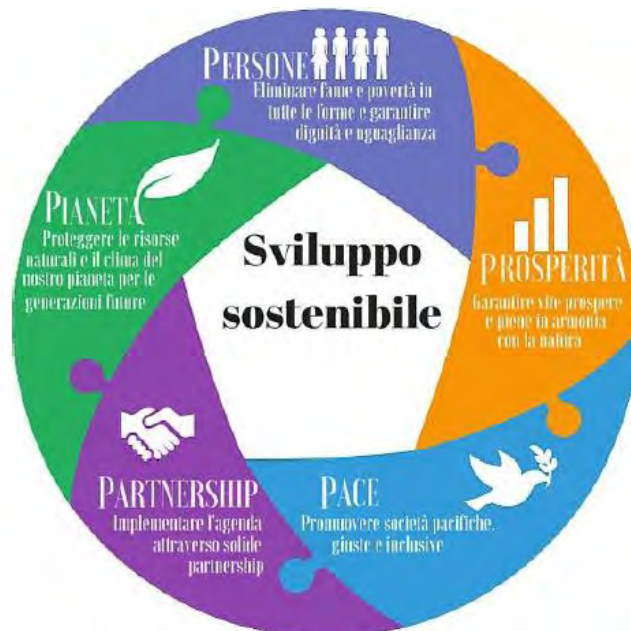 PERSONE
Eliminare fame e povertà in
tutte le forme e garantire
dignità e uguaglianza
PIANETA
Proteggere le risorse
naturali e il clima del
nostro pianeta per le
generazioni future
Sviluppo
sostenibile
PROSPERITÀ
Garantire vite prospere
e piene in armonia
con la natura
PARTNERSHIP
Implementare l'agenda
attraverso solide
partnership
PACE
Promuovere società pacifiche,
giuste e inclusive